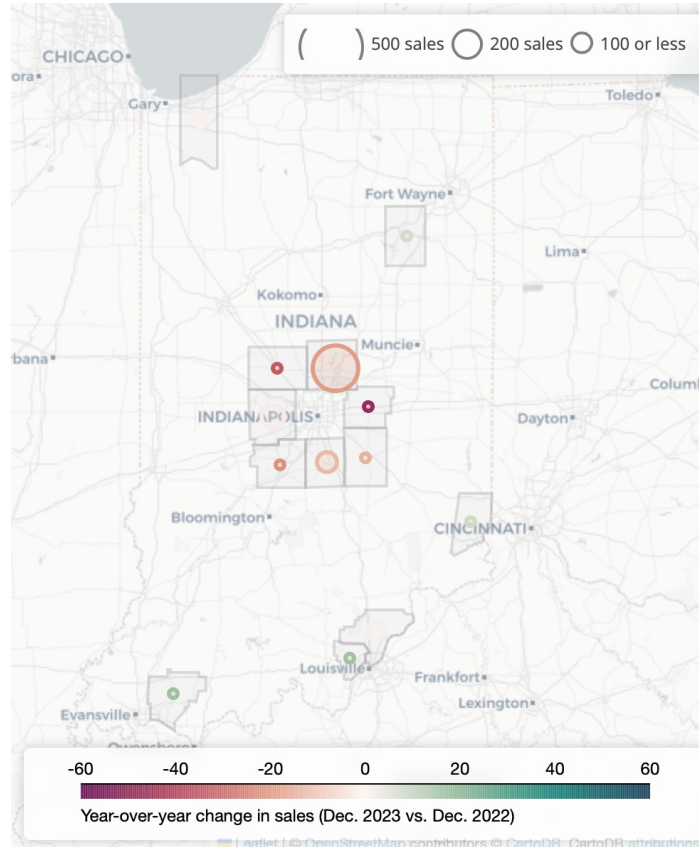 ( ) 500 sales 200 sales 100 or less
CHICAGO
ora
Gary
Toledo
Fort Wayne
Lima
Kokomo
INDIANA
Muncie
bana
Colum
INDIANAPOLIS
Dayton
Bloomington
CINCINNATI
Louisville
Frankfort
Lexington
Evansville
Owensboro
-60 -40 -20 0 20 40 60
Year-over-year change in sales (Dec. 2023 vs. Dec. 2022)
Leaflet | © OpenStreetMap contributors © CartoDB, CartoDB attributions